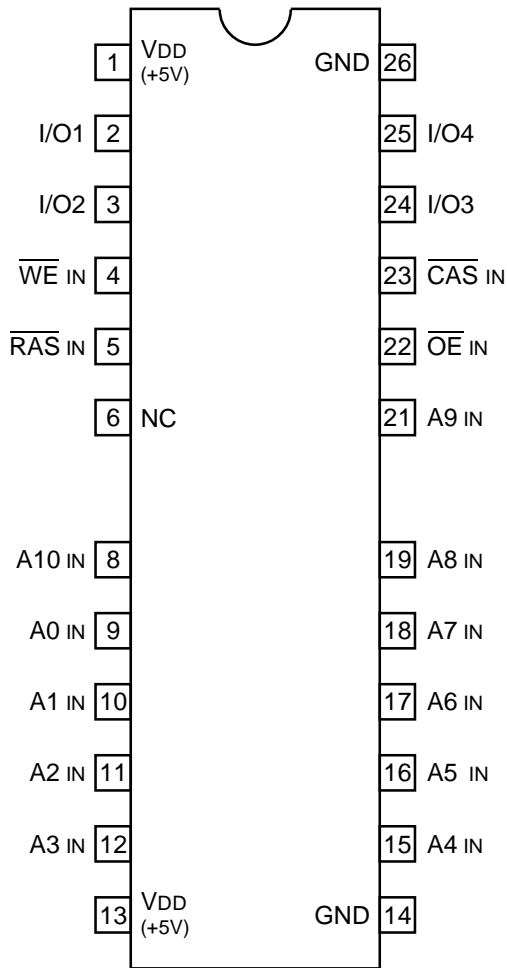 1 VDD GND 26
(+5V)
I/O1 2 25 I/O4
I/O2 3 24 I/O3
WE IN 4 23 CAS IN
RAS IN 5 22 OE IN
6 NC 21 A9 IN
A10 IN 8 19 A8 IN
A0 IN 9 18 A7 IN
A1 IN 10 17 A6 IN
A2 IN 11 16 A5 IN
A3 IN 12 15 A4 IN
13 VDD GND 14
(+5V)